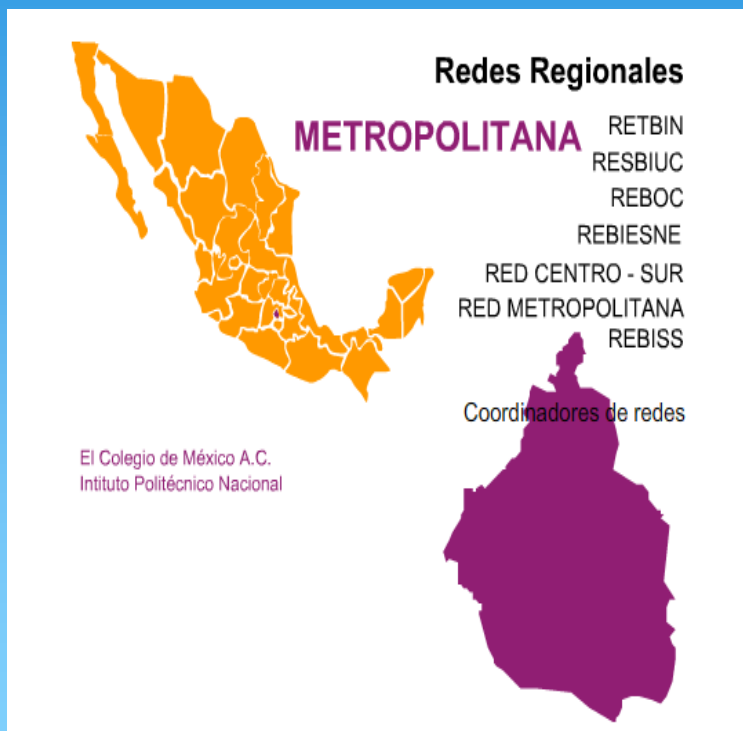 Redes Regionales
METROPOLITANA
RETBIN
RESBIUC
REBOC
REBIESNE
RED CENTRO - SUR
RED METROPOLITANA
REBISS
Coordinadores de redes
El Colegio de México A.C.
Intituto Politécnico Nacional